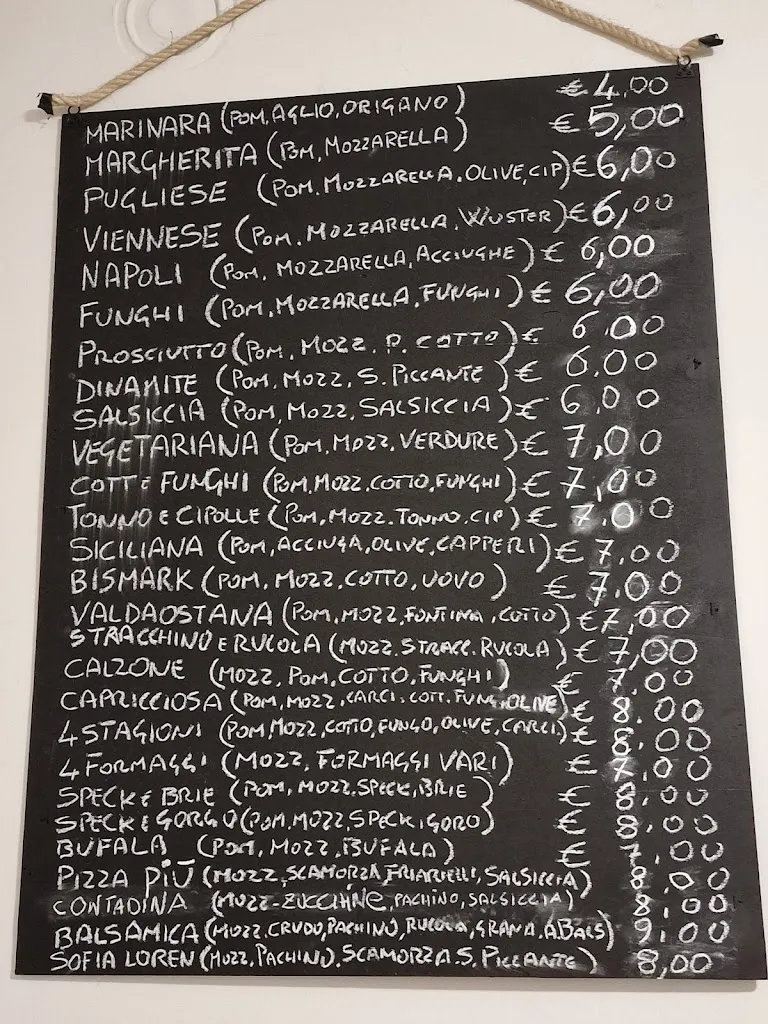 MARINARA (POM, AGLIO, ORIGANO) € 4,00
MARGHERITA (POM, MOZZARELLA) € 5,00
PUGLIESE (POM. MOZZARELLA, OLIVE, CIP) € 6,00
VIENNESE (POM. MOZZARELLA, WUSTER) € 6,00
NAPOLI (POM, MOZZARELLA, ACCIUGHE) € 6,00
FUNGHI (POM, MOZZARELLA, FUNGHI) € 6,00
PROSCIUTTO (POM, MOZZ, P. COTTO) € 6,00
DINAMITE (POM, MOZZ, S. PICCANTE) € 6,00
SALSICCIA (POM, MOZZ, SALSICCIA) € 6,00
VEGETARIANA (POM, MOZZ, VERDURE) € 7,00
COTT E FUNGHI (POM, MOZZ, COTTO, FUNGHI) € 7,00
TONNO E CIPOLLE (POM, MOZZ. TONNO, CIP) € 7,00
SICILIANA (POM, ACCIUGA, OLIVE, CAPPERI) € 7,00
BISMARK (POM, MOZZ, COTTO, UOVO) € 7,00
VALDAOSTANA (POM, MOZZ, FONTINA, COTTO) € 7,00
STRACCHINO E RUCOLA (MOZZ. STRACC. RUCOLA) € 7,00
CALZONE (MOZZ, POM, COTTO, FUNGHI) € 7,00
CAPRICCIOSA (POM, MOZZ, CARCI, COTT. FUNG, OLIVE) € 8,00
4 STAGIONI (POM, MOZZ, COTTO, FUNGO, OLIVE, CARCI) € 8,00
4 FORMAGGI (MOZZ, FORMAGGI VARI) € 7,00
SPECK E BRIE (POM, MOZZ, SPECK, BRIE) € 8,00
SPECK E GORGO (POM, MOZZ, SPECK, GORO) € 8,00
BUFALA (POM, MOZZ, BUFALA) € 7,00
PIZZA PIÙ (MOZZ, SCAMORZA, FRIARIELLI, SALSICCIA) 8,00
CONTADINA (MOZZ-ZUCCHINE, PACHINO, SALSICCIA) 8,00
BALSAMICA (MOZZ, CRUDO, PACHINO, RUCOLA, GRANA, A.BALS) 9,00
SOFIA LOREN (MOZZ, PACHINO, SCAMORZA. S. PICCANTE) 8,00